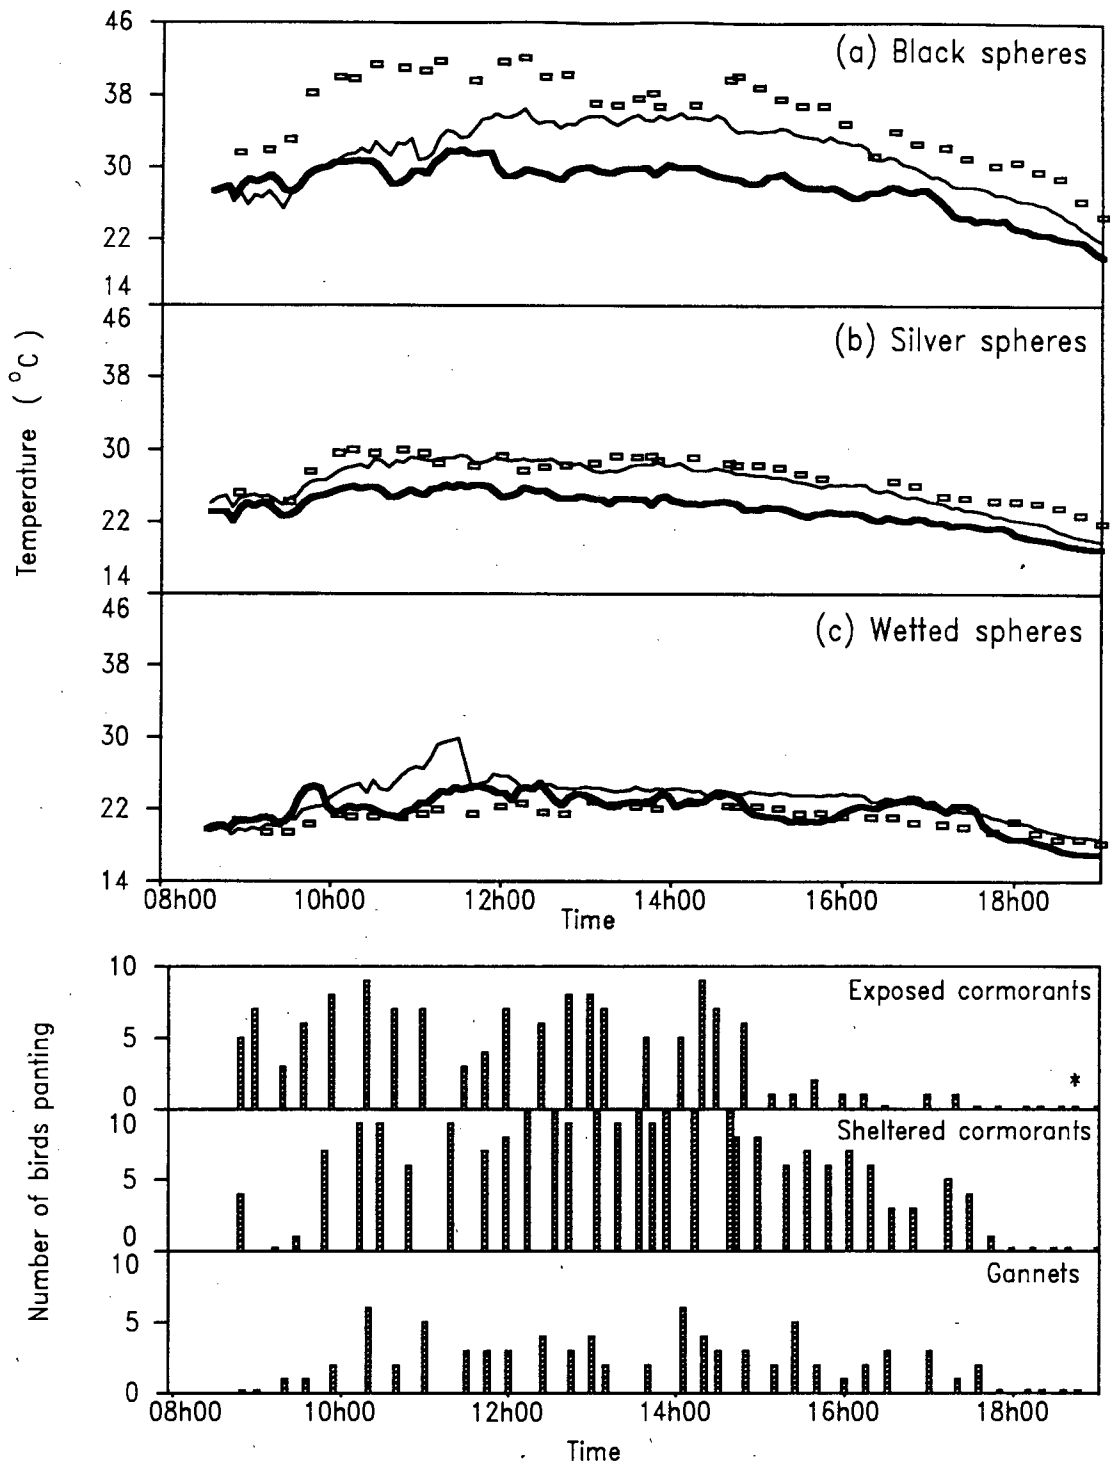 46
(a) Black spheres
38
30
22
14
46
(b) Silver spheres
38
30
22
14
46
(c) Wetted spheres
38
30
22
14
Temperature ( °C )
08h00 10h00 12h00 14h00 16h00 18h00
Time
10
Exposed cormorants
5
*
0
10
Sheltered cormorants
5
0
10
Gannets
5
0
Number of birds panting
08h00 10h00 12h00 14h00 16h00 18h00
Time